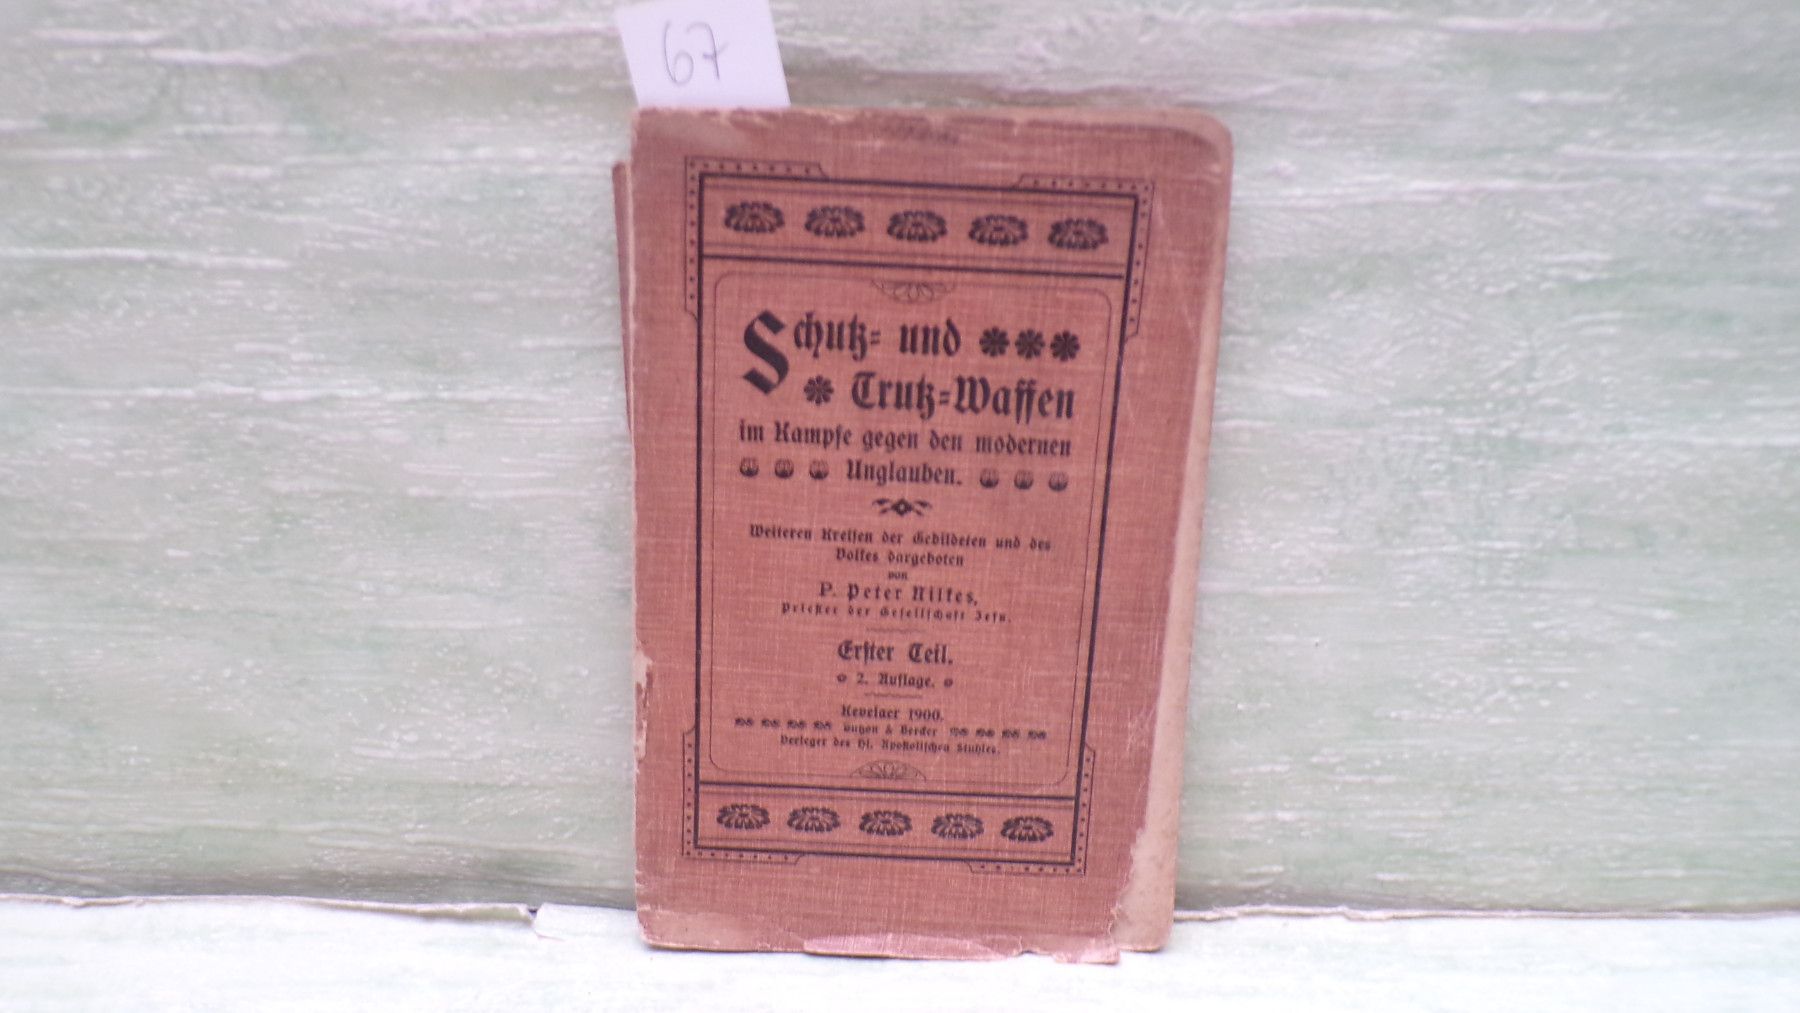 67
Schutz- und
Trutz-Waffen
im Kampfe gegen den modernen
Unglauben.
Weiteren Kreisen der Gebildeten und des
Volkes dargeboten
von
P. Peter Nilkes,
Priester der Gesellschaft Jesu.
Erster Teil.
2. Auflage.
Kevelaer 1900.
Butzon & Bercker
Verleger des Hl. Apostolischen Stuhles.